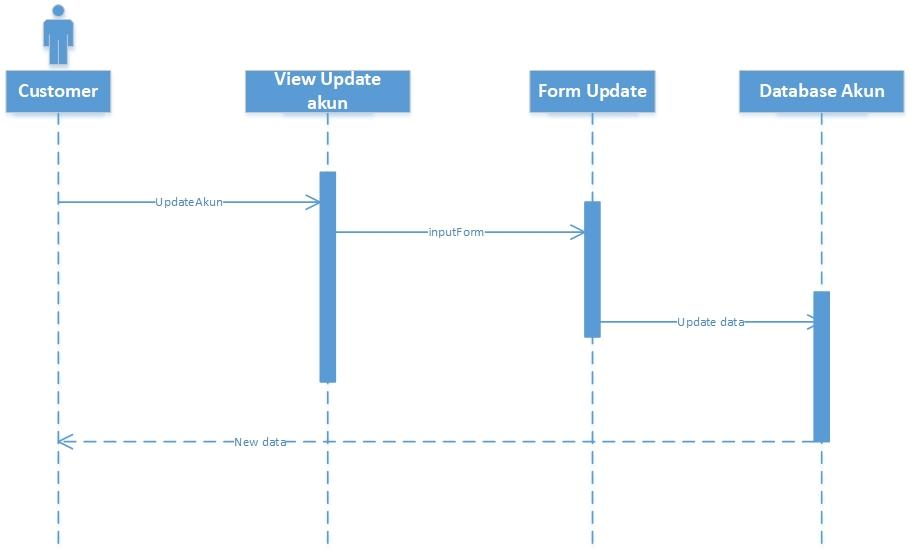 Customer
View Update
akun
Form Update
Database Akun
UpdateAkun
inputForm
Update data
New data